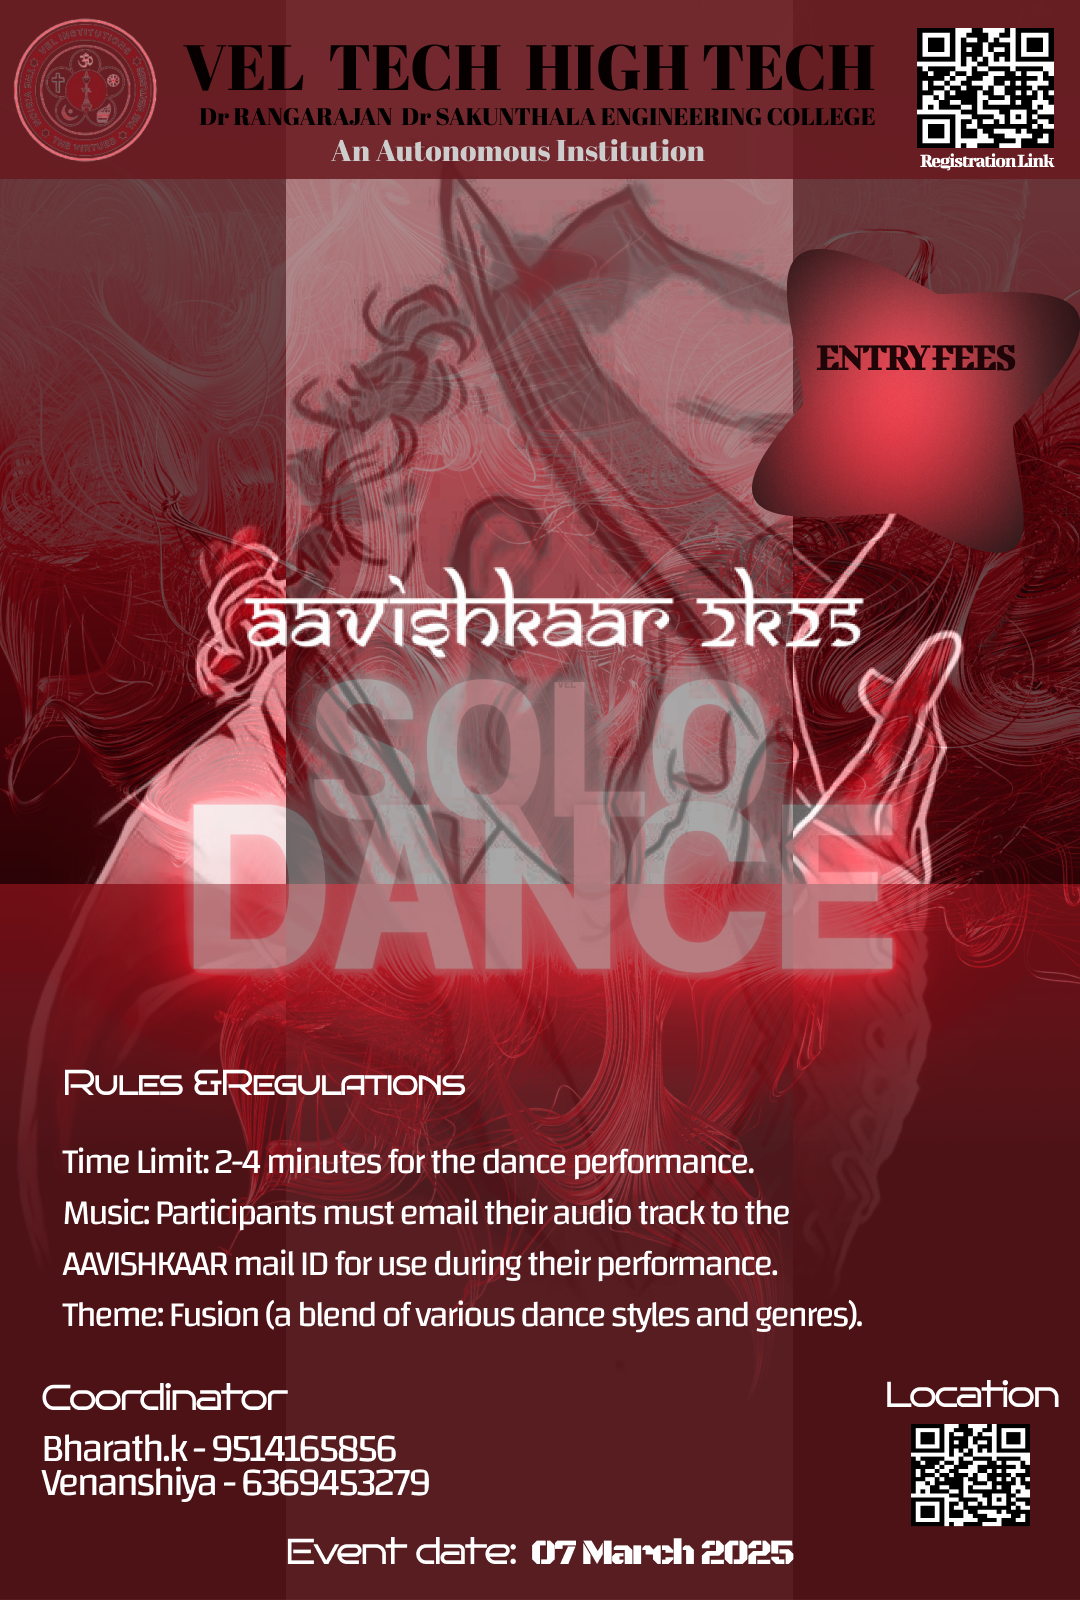 VEL TECH HIGH TECH
Dr RANGARAJAN Dr SAKUNTHALA ENGINEERING COLLEGE
An Autonomous Institution
Registration Link
ENTRY FEES
aavishkaar 2k25
SOLO
DANCE
RULES &REGULATIONS
Time Limit: 2-4 minutes for the dance performance.
Music: Participants must email their audio track to the
AAVISHKAAR mail ID for use during their performance.
Theme: Fusion (a blend of various dance styles and genres).
Coordinator
Bharath.k - 9514165856
Venanshiya - 6369453279
Location
Event date: 07 March 2025